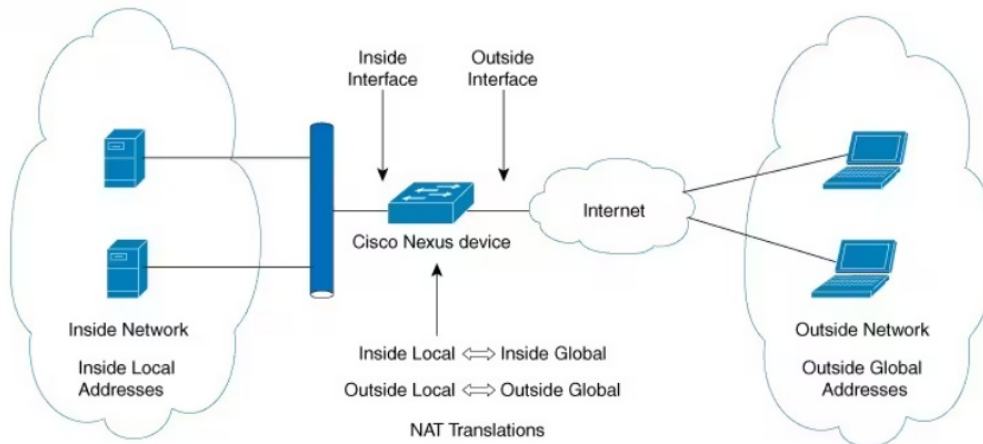 Inside
Interface
Outside
Interface
Cisco Nexus device
Internet
Inside Network
Inside Local
Addresses
Outside Network
Outside Global
Addresses
Inside Local ⇔ Inside Global
Outside Local ⇔ Outside Global
NAT Translations